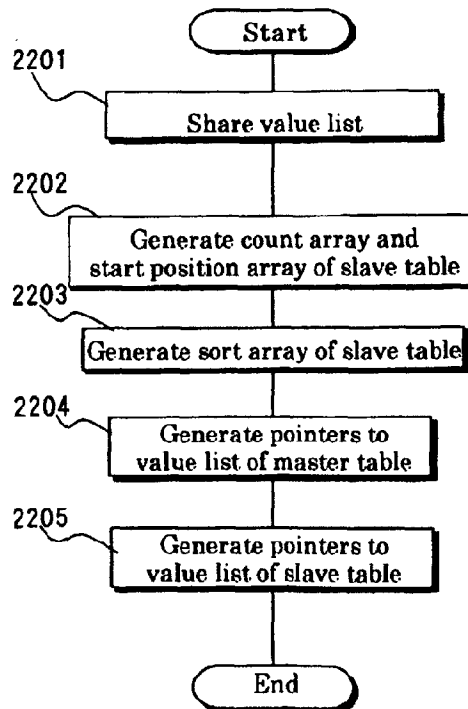 Start
2201
Share value list
2202
Generate count array and
start position array of slave table
2203
Generate sort array of slave table
2204
Generate pointers to
value list of master table
2205
Generate pointers to
value list of slave table
End